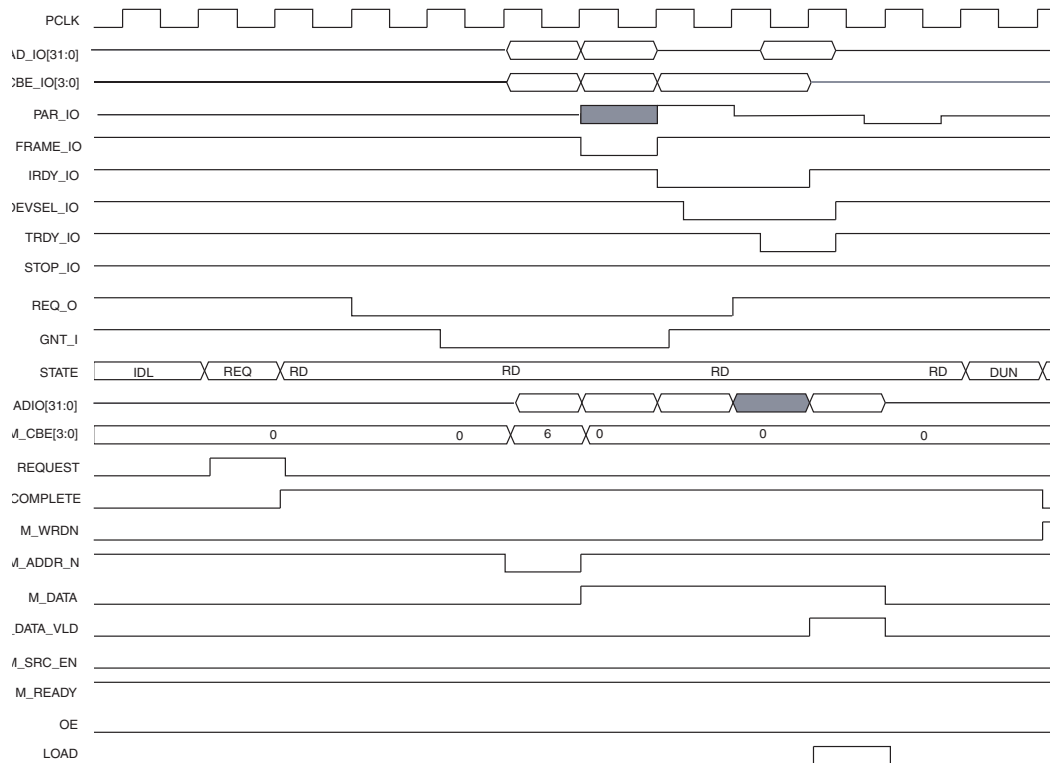 PCLK
AD_IO[31:0]
CBE_IO[3:0]
PAR_IO
FRAME_IO
IRDY_IO
DEVSEL_IO
TRDY_IO
STOP_IO
REQ_O
GNT_I
STATE IDL REQ RD RD RD RD DUN
ADIO[31:0]
M_CBE[3:0] 0 0 6 0 0 0
REQUEST
COMPLETE
M_WRDN
M_ADDR_N
M_DATA
_DATA_VLD
M_SRC_EN
M_READY
OE
LOAD